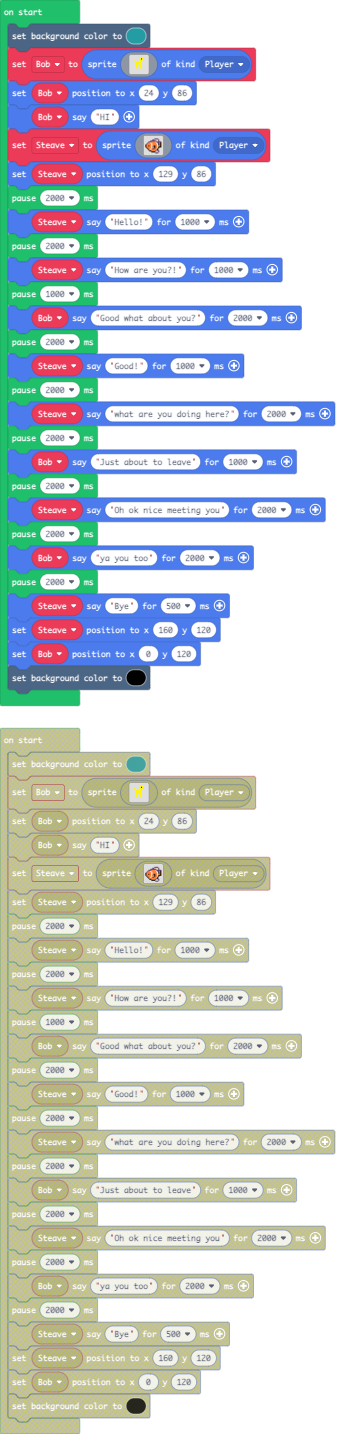 on start
set background color to
set Bob to sprite of kind Player
set Bob position to x 24 y 86
Bob say "HI"
set Steave to sprite of kind Player
set Steave position to x 129 y 86
pause 2000 ms
Steave say "Hello!" for 1000 ms
pause 2000 ms
Steave say "How are you?!" for 1000 ms
pause 1000 ms
Bob say "Good what about you?" for 2000 ms
pause 2000 ms
Steave say "Good!" for 1000 ms
pause 2000 ms
Steave say "what are you doing here?" for 2000 ms
pause 2000 ms
Bob say "Just about to leave" for 1000 ms
pause 2000 ms
Steave say "Oh ok nice meeting you" for 2000 ms
pause 2000 ms
Bob say "ya you too" for 2000 ms
pause 2000 ms
Steave say "Bye" for 500 ms
set Steave position to x 160 y 120
set Bob position to x 0 y 120
set background color to
on start
set background color to
set Bob to sprite of kind Player
set Bob position to x 24 y 86
Bob say "HI"
set Steave to sprite of kind Player
set Steave position to x 129 y 86
pause 2000 ms
Steave say "Hello!" for 1000 ms
pause 2000 ms
Steave say "How are you?!" for 1000 ms
pause 1000 ms
Bob say "Good what about you?" for 2000 ms
pause 2000 ms
Steave say "Good!" for 1000 ms
pause 2000 ms
Steave say "what are you doing here?" for 2000 ms
pause 2000 ms
Bob say "Just about to leave" for 1000 ms
pause 2000 ms
Steave say "Oh ok nice meeting you" for 2000 ms
pause 2000 ms
Bob say "ya you too" for 2000 ms
pause 2000 ms
Steave say "Bye" for 500 ms
set Steave position to x 160 y 120
set Bob position to x 0 y 120
set background color to